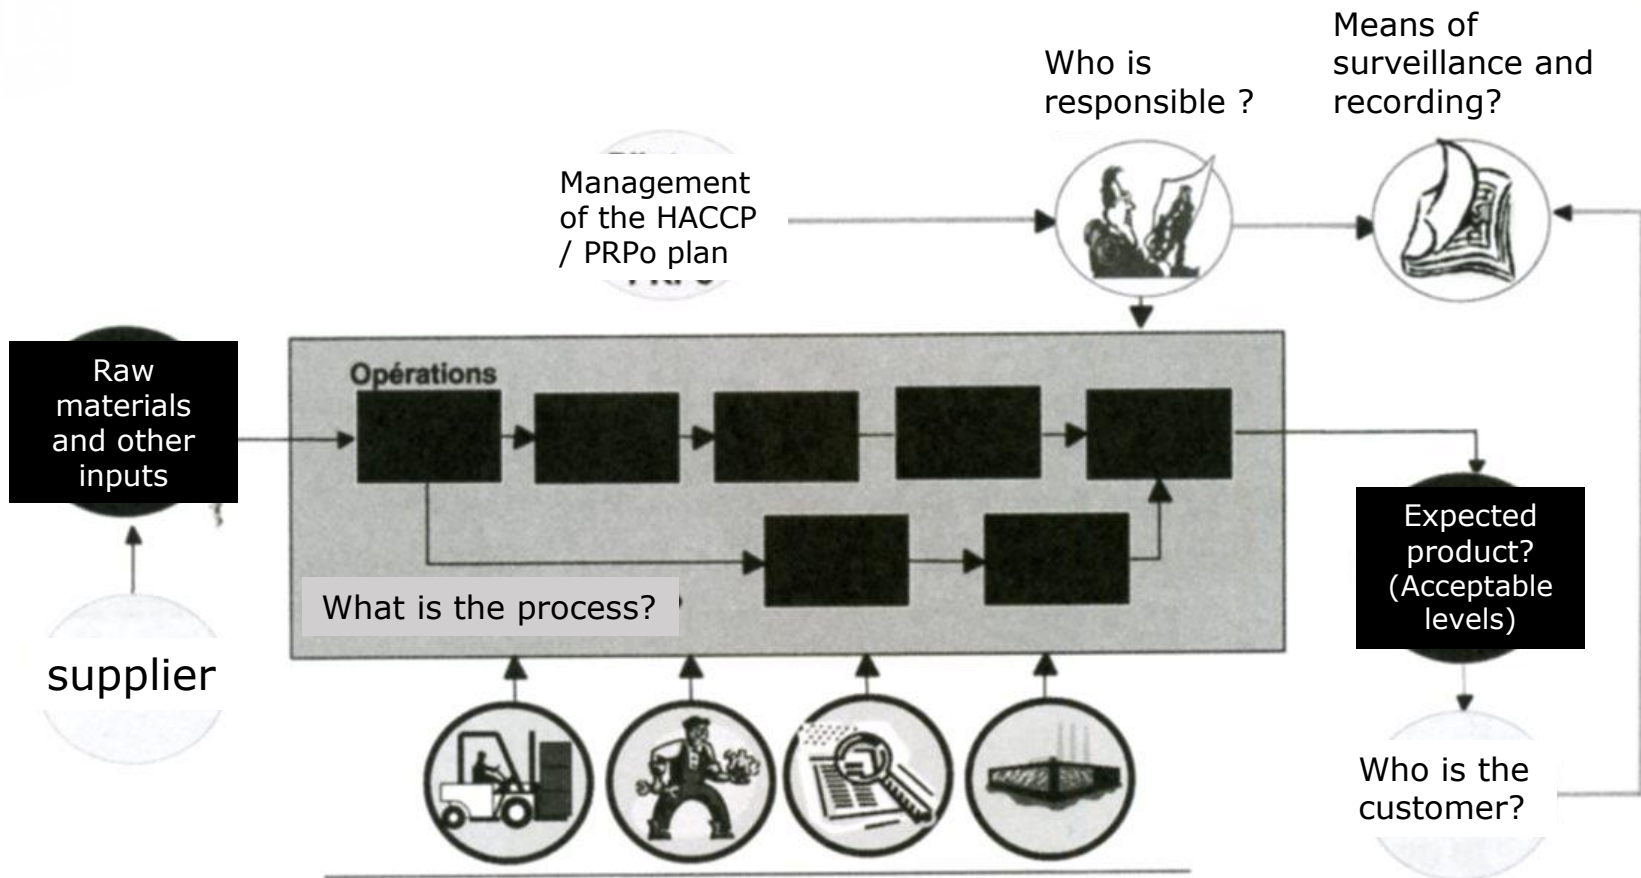 Means of
surveillance and
recording?
Who is
responsible ?
Management
of the HACCP
/ PRPo plan
Raw
materials
and other
inputs
Opérations
What is the process?
Expected
product?
(Acceptable
levels)
supplier
Who is the
customer?